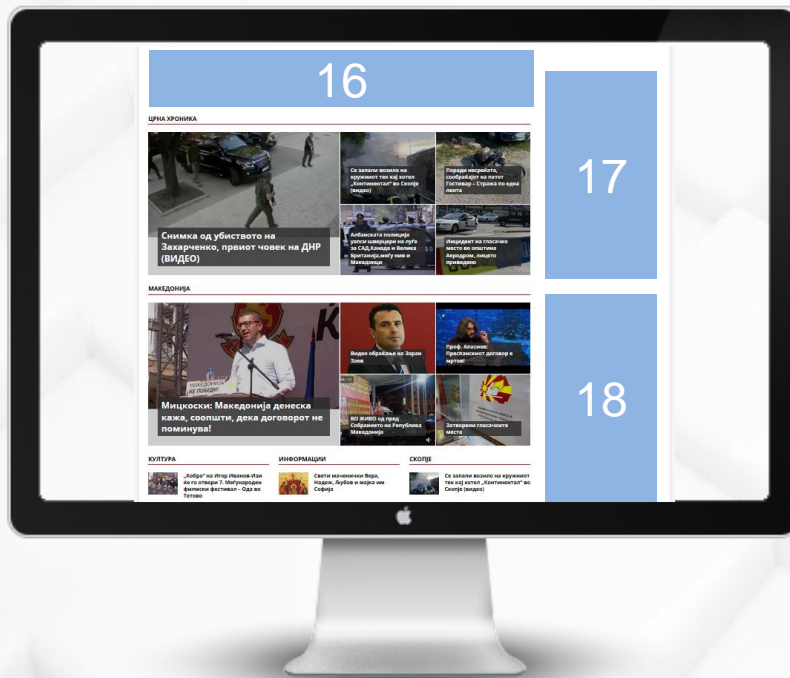 16
17
18
ЦРНА ХРОНИКА
Снимка од убиството на
Захарченко, првиот човек на ДНР
(ВИДЕО)
Се запали возило на
кружниот тек кај хотел
„Континентал“ во Скопје
(видео)
Поради несреќата,
сообраќајот на патот
Гостивар – Стража по една
лента
Албанската полиција
уапси шверцери на луѓе
за САД,Канада и Велика
Британија,меѓу нив и
Македонци
Инцидент на гласачко
место во општина
Аеродром, лицето
приведено
МАКЕДОНИЈА
МАКЕДОНИЈА
ЌЕ ПОБЕДИ!
Мицкоски: Македонија денеска
кажа, соопшти, дека договорот не
поминува!
Видео обраќање на Зоран
Заев
Проф. Апасиев:
Преспанскиот договор е
мртов!
ВО ЖИВО од пред
Собранието на Република
Македонија
Затворени гласачките
места
КУЛТУРА
„Кобра“ на Игор Иванов-Изи
ќе го отвори 7. Меѓународен
филмски фестивал – Ода во
Тетово
ИНФОРМАЦИИ
Свети маченички Вера,
Надеж, Љубов и мајка им
Софија
СКОПЈЕ
Се запали возило на кружниот
тек кај хотел „Континентал“ во
Скопје (видео)